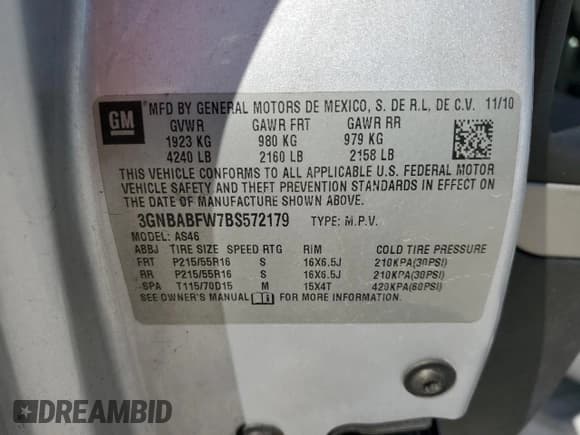 GM MFD BY GENERAL MOTORS DE MEXICO, S. DE R.L, DE C.V. 11/10
GVWR GAWR FRT GAWR RR
1923 KG 980 KG 979 KG
4240 LB 2160 LB 2158 LB
THIS VEHICLE CONFORMS TO ALL APPLICABLE U.S. FEDERAL MOTOR
VEHICLE SAFETY AND THEFT PREVENTION STANDARDS IN EFFECT ON
THE DATE OF MANUFACTURE SHOWN ABOVE.
3GNBABFW7BS572179 TYPE: M.P.V.
MODEL: AS46
ABBJ TIRE SIZE SPEED RTG RIM COLD TIRE PRESSURE
FRT P215/55R16 S 16X6.5J 210KPA(30PSI)
RR P215/55R16 S 16X6.5J 210KPA(30PSI)
SPA T115/70D15 M 15X4T 420KPA(60PSI)
SEE OWNER'S MANUAL FOR MORE INFORMATION.
DREAMBID